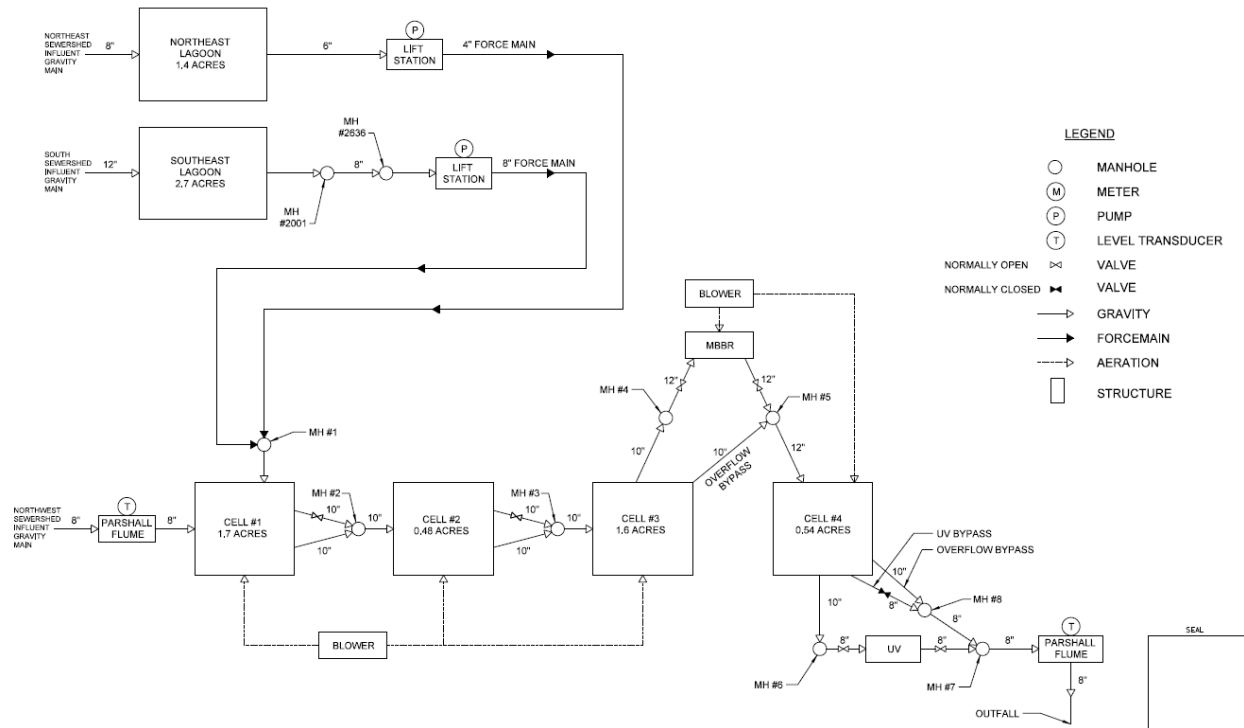 NORTHEAST
SEWERSHED
INFLUENT
GRAVITY
MAIN
8"
NORTHEAST
LAGOON
1.4 ACRES
6"
P
LIFT
STATION
4" FORCE MAIN
SOUTH
SEWERSHED
INFLUENT
GRAVITY
MAIN
12"
SOUTHEAST
LAGOON
2.7 ACRES
MH
#2001
8"
MH
#2636
P
LIFT
STATION
8" FORCE MAIN
LEGEND
MANHOLE
M
METER
P
PUMP
T
LEVEL TRANSDUCER
NORMALLY OPEN
VALVE
NORMALLY CLOSED
VALVE
GRAVITY
FORCEMAIN
AERATION
STRUCTURE
BLOWER
MBBR
MH #4
12"
12"
MH #5
10"
10"
OVERFLOW
BYPASS
12"
MH #1
NORTHWEST
SEWERSHED
INFLUENT
GRAVITY
MAIN
8"
T
PARSHALL
FLUME
8"
CELL #1
1.7 ACRES
MH #2
10"
10"
10"
CELL #2
0.48 ACRES
MH #3
10"
10"
10"
CELL #3
1.6 ACRES
CELL #4
0.54 ACRES
UV BYPASS
OVERFLOW BYPASS
10"
8"
MH #8
8"
10"
BLOWER
8"
UV
8"
MH #6
MH #7
8"
T
PARSHALL
FLUME
8"
OUTFALL
SEAL